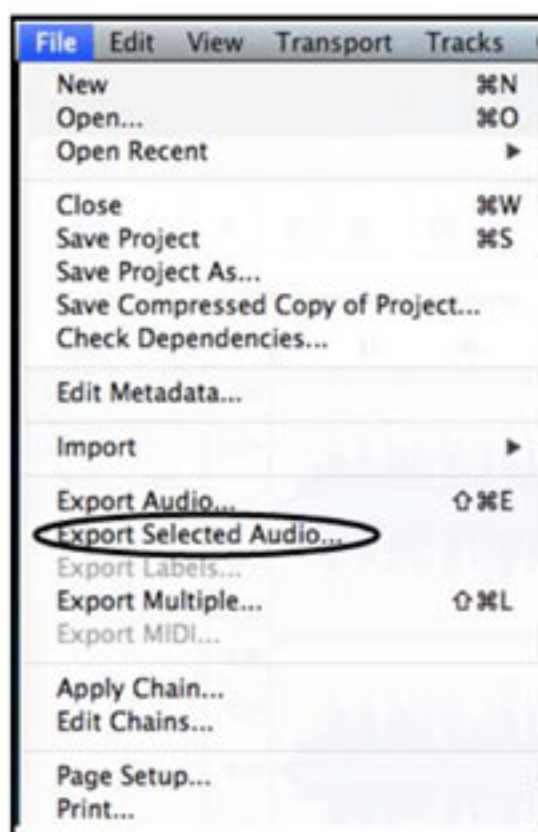 File Edit View Transport Tracks
New ⌘N
Open... ⌘O
Open Recent ▶
Close ⌘W
Save Project ⌘S
Save Project As...
Save Compressed Copy of Project...
Check Dependencies...
Edit Metadata...
Import ▶
Export Audio... ⇧⌘E
Export Selected Audio...
Export Labels...
Export Multiple... ⇧⌘L
Export MIDI...
Apply Chain...
Edit Chains...
Page Setup...
Print...